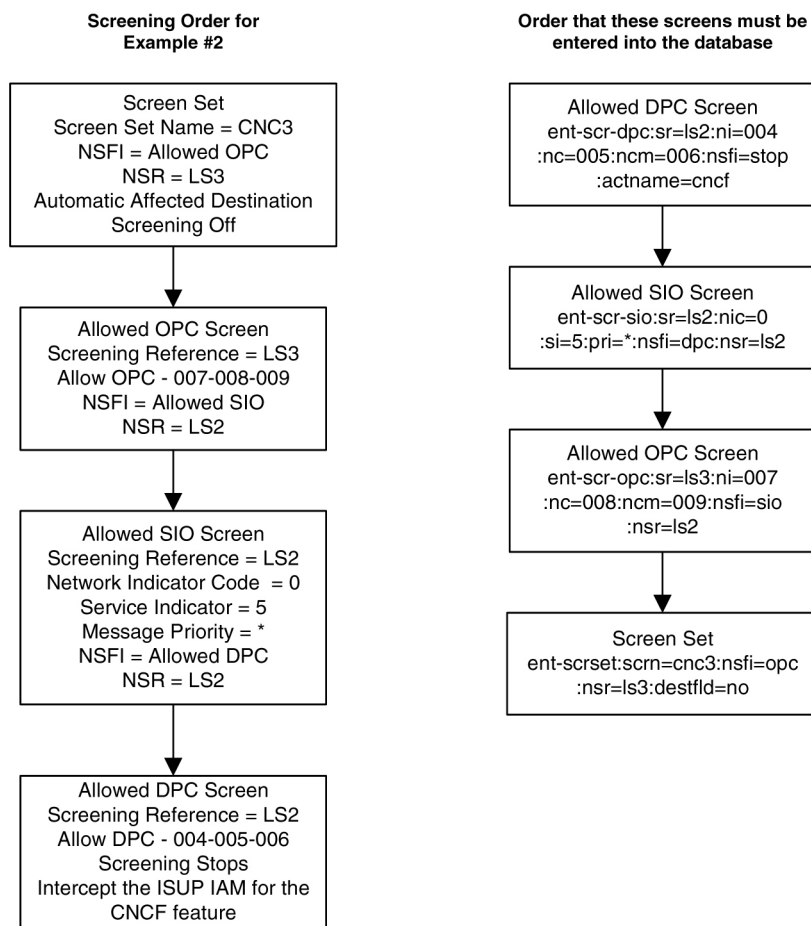 Screening Order for
Example #2
Screen Set
Screen Set Name = CNC3
NSFI = Allowed OPC
NSR = LS3
Automatic Affected Destination
Screening Off
Allowed OPC Screen
Screening Reference = LS3
Allow OPC - 007-008-009
NSFI = Allowed SIO
NSR = LS2
Allowed SIO Screen
Screening Reference = LS2
Network Indicator Code  = 0
Service Indicator = 5
Message Priority = *
NSFI = Allowed DPC
NSR = LS2
Allowed DPC Screen
Screening Reference = LS2
Allow DPC - 004-005-006
Screening Stops
Intercept the ISUP IAM for the
CNCF feature
Order that these screens must be
entered into the database
Allowed DPC Screen
ent-scr-dpc:sr=ls2:ni=004
:nc=005:ncm=006:nsfi=stop
:actname=cncf
Allowed SIO Screen
ent-scr-sio:sr=ls2:nic=0
:si=5:pri=*:nsfi=dpc:nsr=ls2
Allowed OPC Screen
ent-scr-opc:sr=ls3:ni=007
:nc=008:ncm=009:nsfi=sio
:nsr=ls2
Screen Set
ent-scrset:scrn=cnc3:nsfi=opc
:nsr=ls3:destfld=no